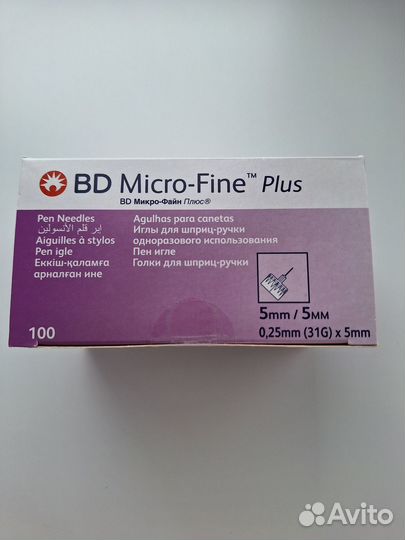 BD Micro-Fine™ Plus
BD Микро-Файн Плюс®
Pen Needles
إبر قلم الأنسولين
Aiguilles à stylos
Pen igle
Еккіш-қаламға
арналған ине
Agulhas para canetas
Иглы для шприц-ручки
одноразового использования
Пен игле
Голки для шприц-ручки
5mm / 5мм
100
0,25mm (31G) x 5mm
Avito